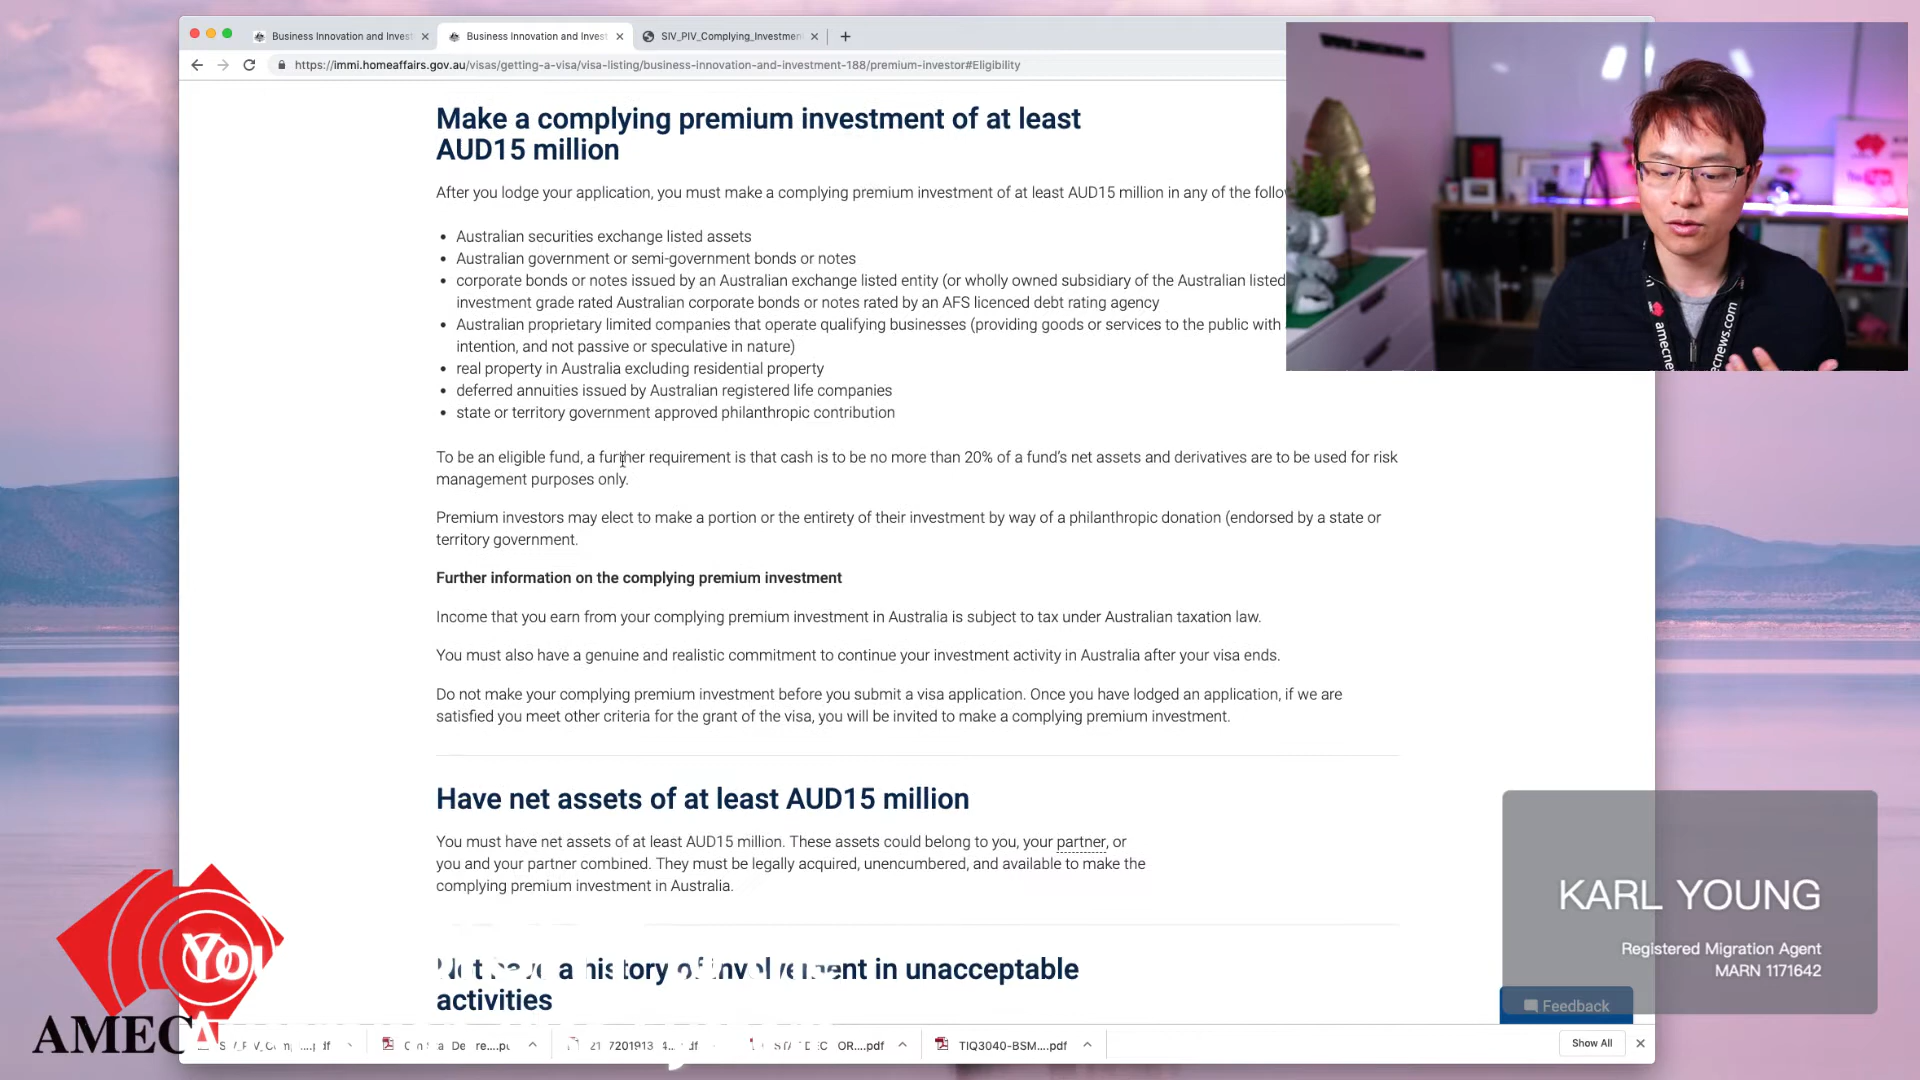 Business Innovation and Invest
Business Innovation and Invest
SIV_PIV_Complying_Investmen
https://immi.homeaffairs.gov.au/visas/getting-a-visa/visa-listing/business-innovation-and-investment-188/premium-investor#Eligibility
Make a complying premium investment of at least
AUD15 million
After you lodge your application, you must make a complying premium investment of at least AUD15 million in any of the follo
Australian securities exchange listed assets
Australian government or semi-government bonds or notes
corporate bonds or notes issued by an Australian exchange listed entity (or wholly owned subsidiary of the Australian listed
investment grade rated Australian corporate bonds or notes rated by an AFS licenced debt rating agency
Australian proprietary limited companies that operate qualifying businesses (providing goods or services to the public with
intention, and not passive or speculative in nature)
real property in Australia excluding residential property
deferred annuities issued by Australian registered life companies
state or territory government approved philanthropic contribution
To be an eligible fund, a further requirement is that cash is to be no more than 20% of a fund's net assets and derivatives are to be used for risk
management purposes only.
Premium investors may elect to make a portion or the entirety of their investment by way of a philanthropic donation (endorsed by a state or
territory government.
Further information on the complying premium investment
Income that you earn from your complying premium investment in Australia is subject to tax under Australian taxation law.
You must also have a genuine and realistic commitment to continue your investment activity in Australia after your visa ends.
Do not make your complying premium investment before you submit a visa application. Once you have lodged an application, if we are
satisfied you meet other criteria for the grant of the visa, you will be invited to make a complying premium investment.
Have net assets of at least AUD15 million
You must have net assets of at least AUD15 million. These assets could belong to you, your partner, or
you and your partner combined. They must be legally acquired, unencumbered, and available to make the
complying premium investment in Australia.
a history of involvement in unacceptable
activities
amecnews.com
amecnews.com
KARL YOUNG
Registered Migration Agent
MARN 1171642
Feedback
You
AMEC
TIQ3040-BSM....pdf
Show All